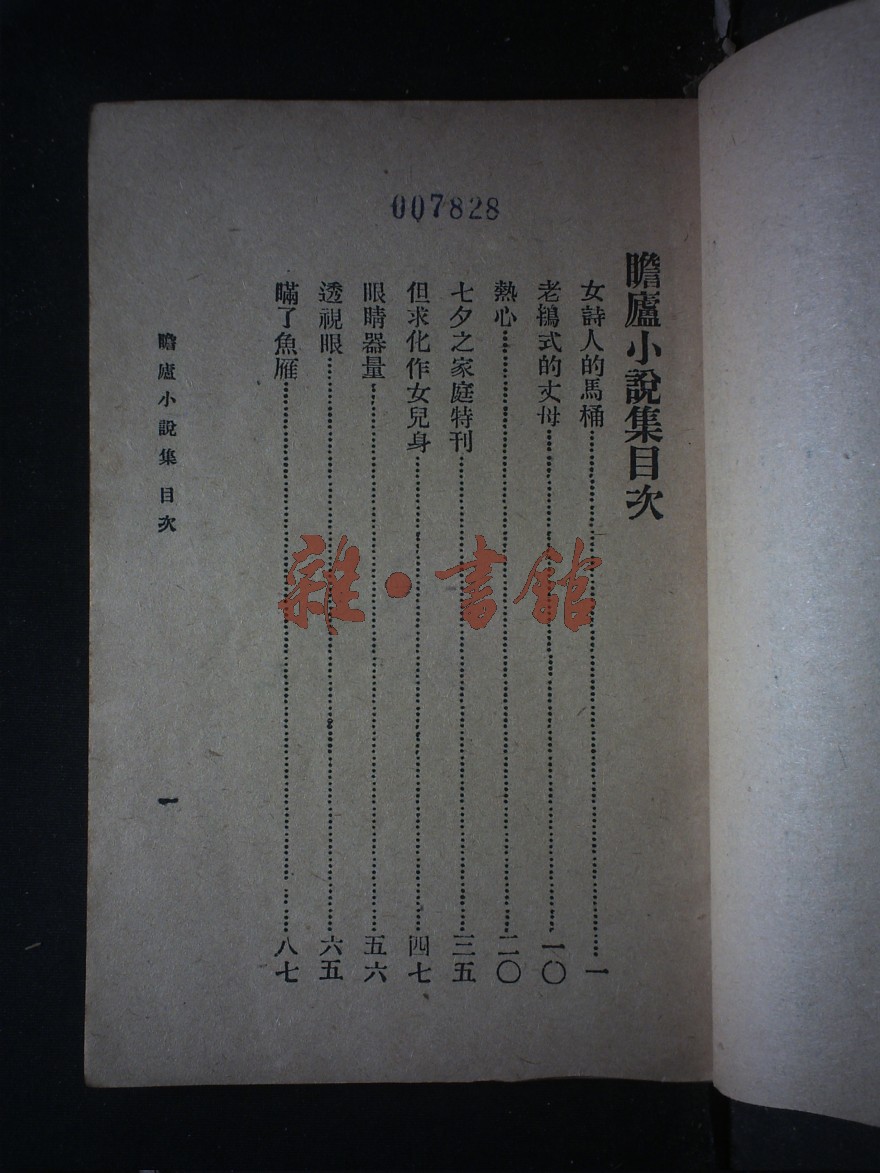 007828
瞻廬小說集目次
女詩人的馬桶……一
老鴇式的丈母……一〇
熱心……二〇
七夕之家庭特刊……三五
但求化作女兒身……四七
眼睛器量……五六
透視眼……六五
瞞了魚雁……八七
瞻廬小說集 目次
一
雜·書館